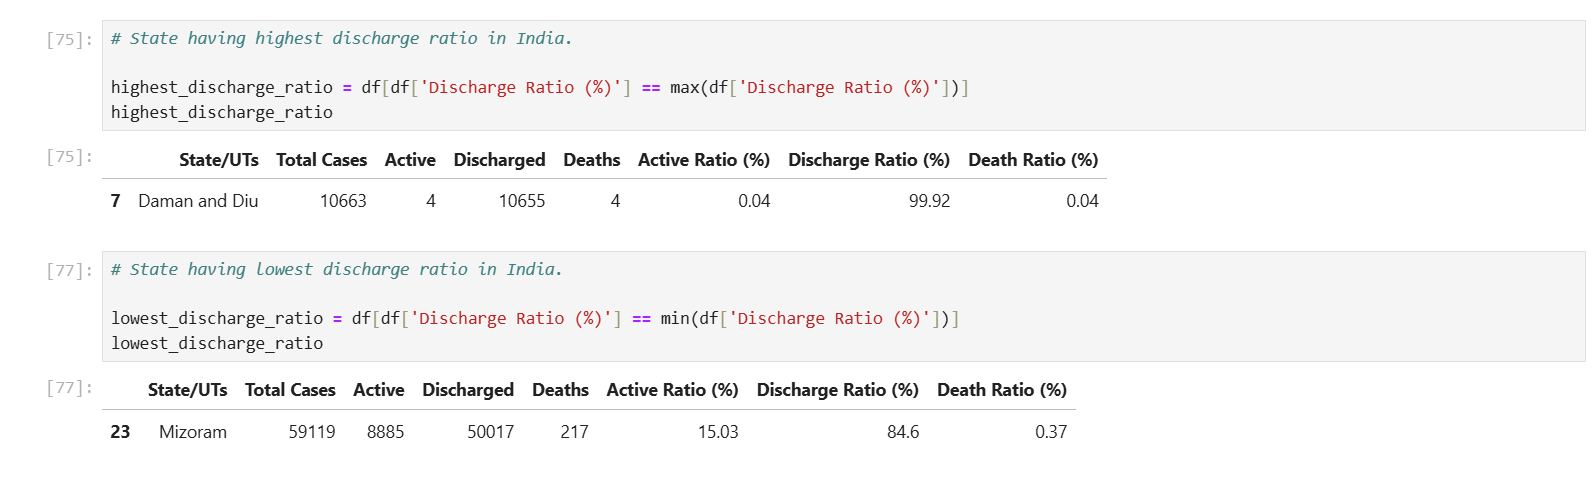 [75]: # State having highest discharge ratio in India.
highest_discharge_ratio = df[df['Discharge Ratio (%)'] == max(df['Discharge Ratio (%)'])]
highest_discharge_ratio
[75]: State/UTs Total Cases Active Discharged Deaths Active Ratio (%) Discharge Ratio (%) Death Ratio (%)
7 Daman and Diu 10663 4 10655 4 0.04 99.92 0.04
[77]: # State having lowest discharge ratio in India.
lowest_discharge_ratio = df[df['Discharge Ratio (%)'] == min(df['Discharge Ratio (%)'])]
lowest_discharge_ratio
[77]: State/UTs Total Cases Active Discharged Deaths Active Ratio (%) Discharge Ratio (%) Death Ratio (%)
23 Mizoram 59119 8885 50017 217 15.03 84.6 0.37